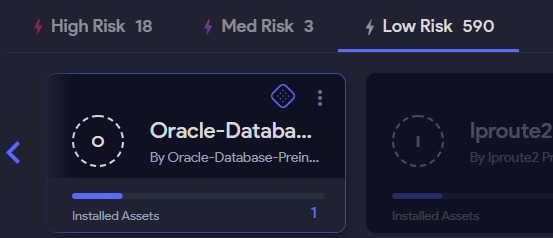 High Risk 18 Med Risk 3 Low Risk 590
O Oracle-Databa... I Iproute2
By Oracle-Database-Prein... By Iproute2 Pr
Installed Assets 1 Installed Assets